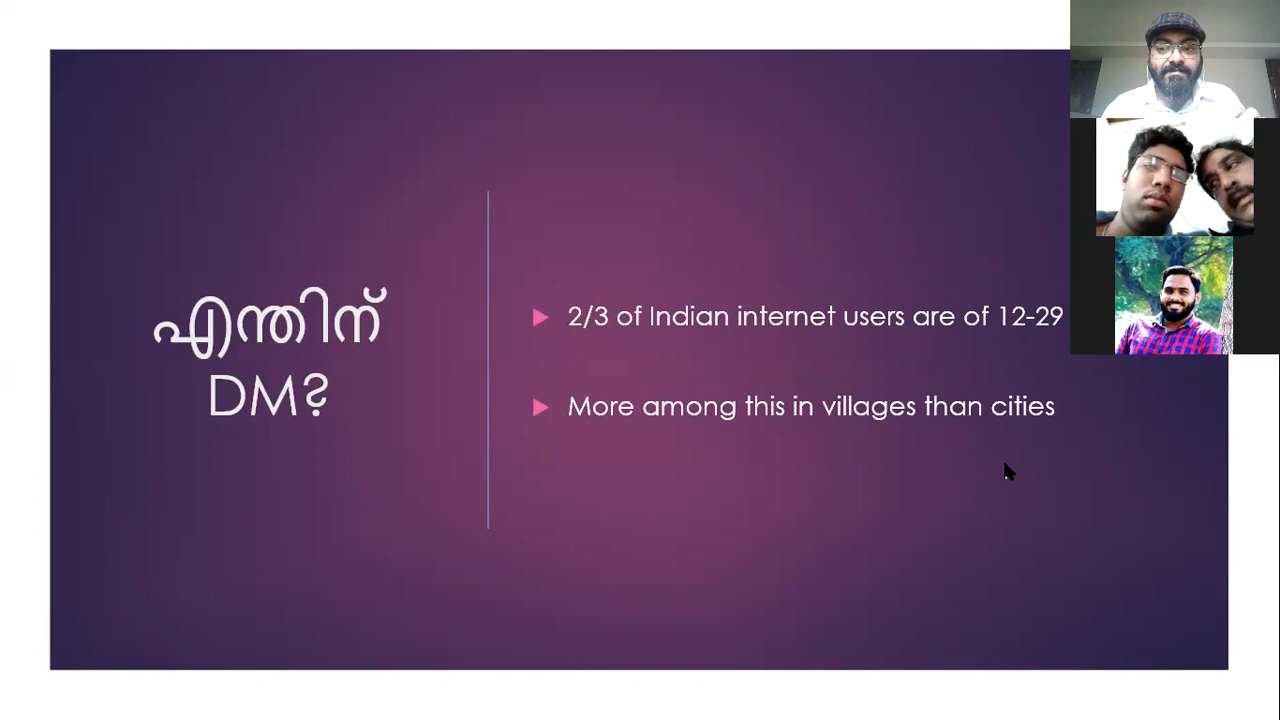 എന്തിന്
DM?
2/3 of Indian internet users are of 12-29
More among this in villages than cities